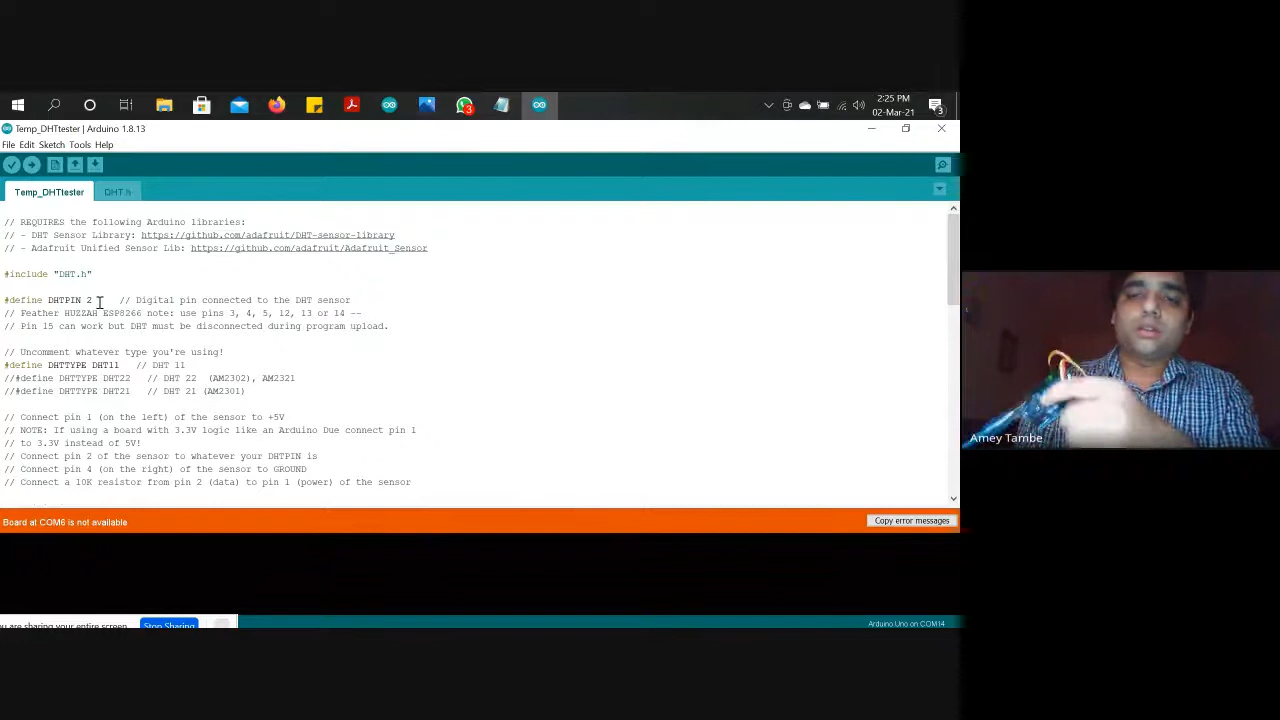 3
2:25 PM
02-Mar-21
3
Temp_DHTtester | Arduino 1.8.13
File Edit Sketch Tools Help
Temp_DHTtester DHT.h
// REQUIRES the following Arduino libraries:
// - DHT Sensor Library: https://github.com/adafruit/DHT-sensor-library
// - Adafruit Unified Sensor Lib: https://github.com/adafruit/Adafruit_Sensor
#include "DHT.h"
#define DHTPIN 2 // Digital pin connected to the DHT sensor
// Feather HUZZAH ESP8266 note: use pins 3, 4, 5, 12, 13 or 14 --
// Pin 15 can work but DHT must be disconnected during program upload.
// Uncomment whatever type you're using!
#define DHTTYPE DHT11 // DHT 11
//#define DHTTYPE DHT22 // DHT 22 (AM2302), AM2321
//#define DHTTYPE DHT21 // DHT 21 (AM2301)
// Connect pin 1 (on the left) of the sensor to +5V
// NOTE: If using a board with 3.3V logic like an Arduino Due connect pin 1
// to 3.3V instead of 5V!
// Connect pin 2 of the sensor to whatever your DHTPIN is
// Connect pin 4 (on the right) of the sensor to GROUND
// Connect a 10K resistor from pin 2 (data) to pin 1 (power) of the sensor
Board at COM6 is not available
Copy error messages
ou are sharing your entire screen. Stop Sharing
Arduino Uno on COM14
Amey Tambe